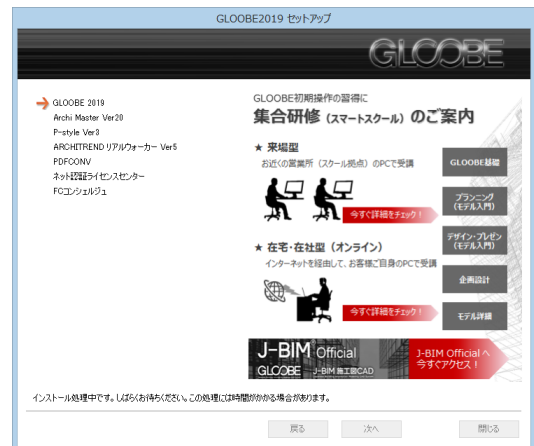 GLOOBE2019 セットアップ
GLOOBE
GLOOBE 2019
Archi Master Ver20
P-style Ver3
ARCHITREND リアルウォーカー Ver5
PDFCONV
ネット認証ライセンスセンター
FCコンシェルジュ
GLOOBE初期操作の習得に
集合研修 (スマートスクール) のご案内
★ 来場型
お近くの営業所（スクール拠点）のPCで受講
今すぐ詳細をチェック！
★ 在宅・在社型（オンライン）
インターネットを経由して、お客様ご自身のPCで受講
今すぐ詳細をチェック！
GLOOBE基礎
プランニング
(モデル入門)
デザイン・プレゼン
(モデル入門)
企画設計
モデル詳細
J-BIM Official
GLOOBE J-BIM 施工図CAD
J-BIM Official へ
今すぐアクセス！
インストール処理中です。しばらくお待ちください。この処理には時間がかかる場合があります。
戻る
次へ
閉じる